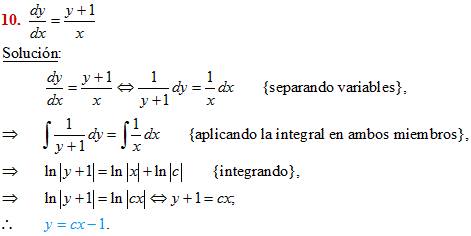 10. dy/dx = (y+1)/x
Solución:
dy/dx = (y+1)/x ⇔ 1/(y+1) dy = 1/x dx {separando variables},
⇒ ∫ 1/(y+1) dy = ∫ 1/x dx {aplicando la integral en ambos miembros},
⇒ ln|y+1| = ln|x| + ln|c| {integrando},
⇒ ln|y+1| = ln|cx| ⇔ y+1 = cx;
∴ y = cx−1.